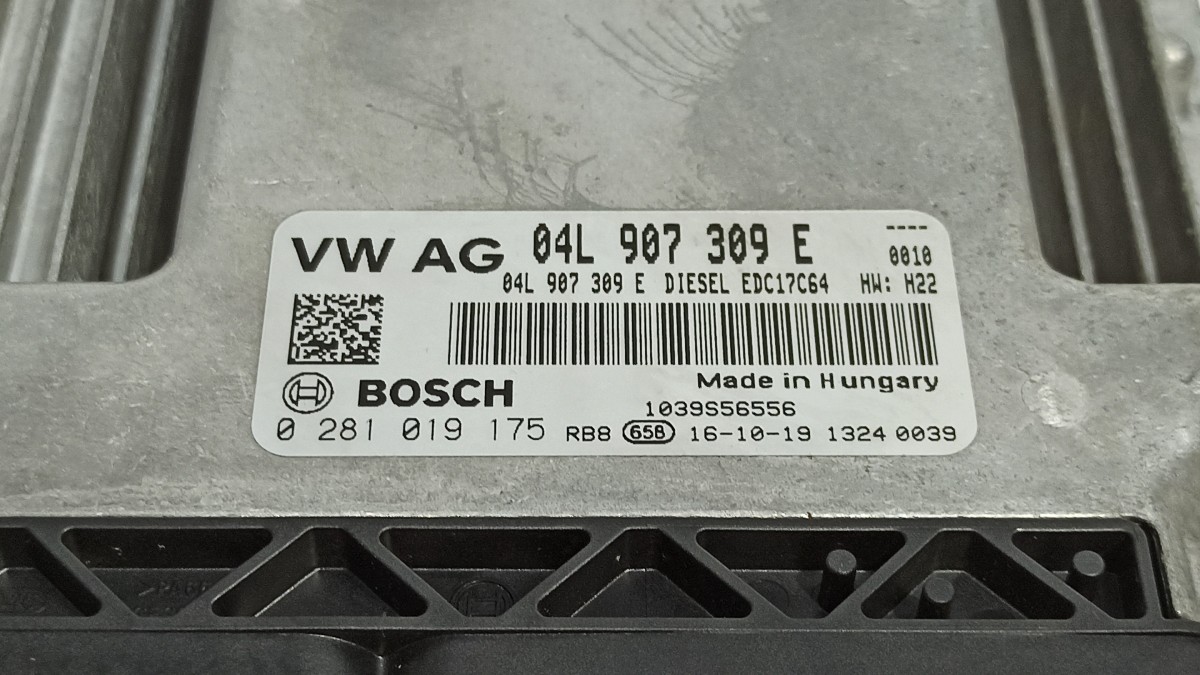 VW AG 04L 907 309 E ----
0010
04L 907 309 E DIESEL EDC17C64 HW: H22
Made in Hungary
BOSCH
1039S56556
0 281 019 175 RB8 65B 16-10-19 1324 0039